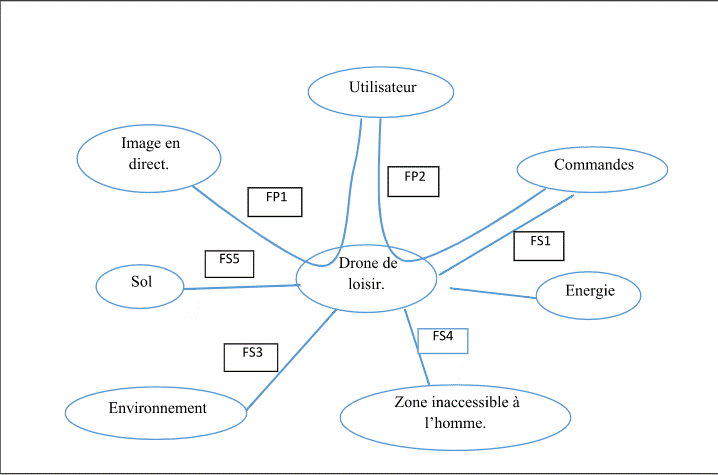 Utilisateur
Image en
direct.
Commandes
FP2
FP1
FS1
FS5
Drone de
loisir.
Sol
Energie
FS4
FS3
Zone inaccessible à
l’homme.
Environnement